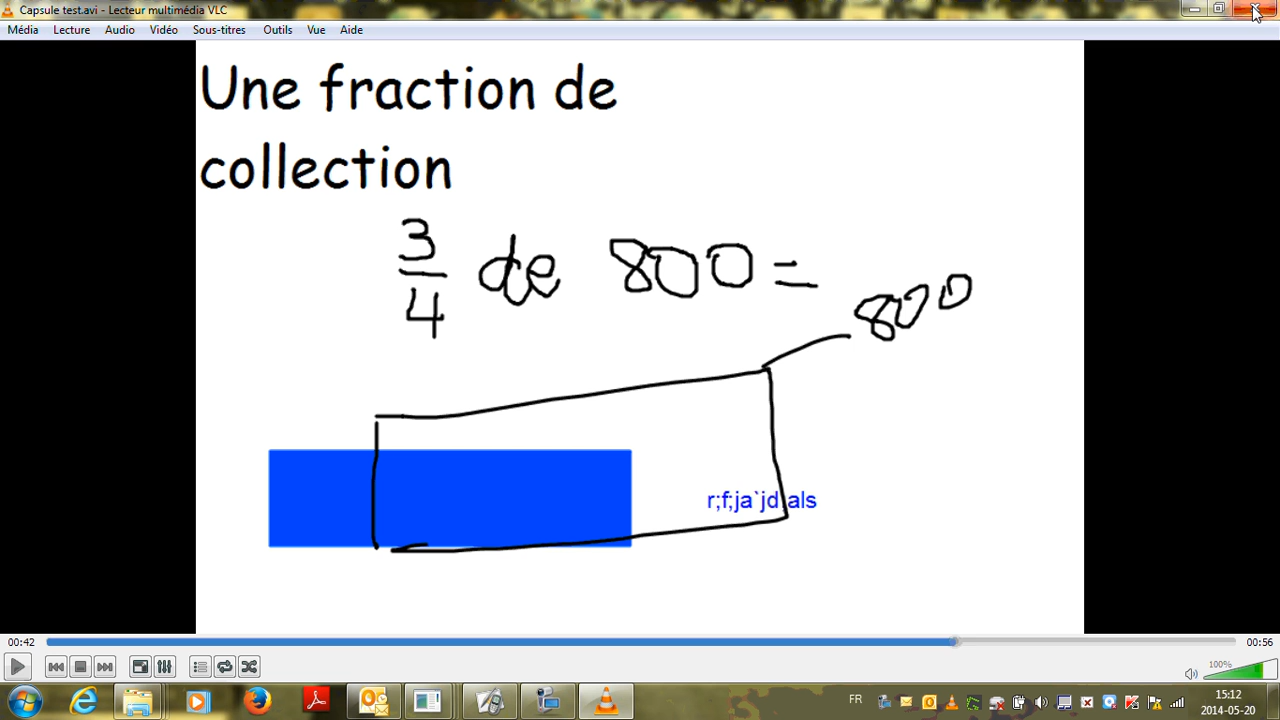 Capsule test.avi - Lecteur multimédia VLC
Média Lecture Audio Vidéo Sous-titres Outils Vue Aide
Une fraction de
collection
3/4 de 800 =
800
r;f;ja`jd als
00:42 00:56
100%
FR 15:12
2014-05-20